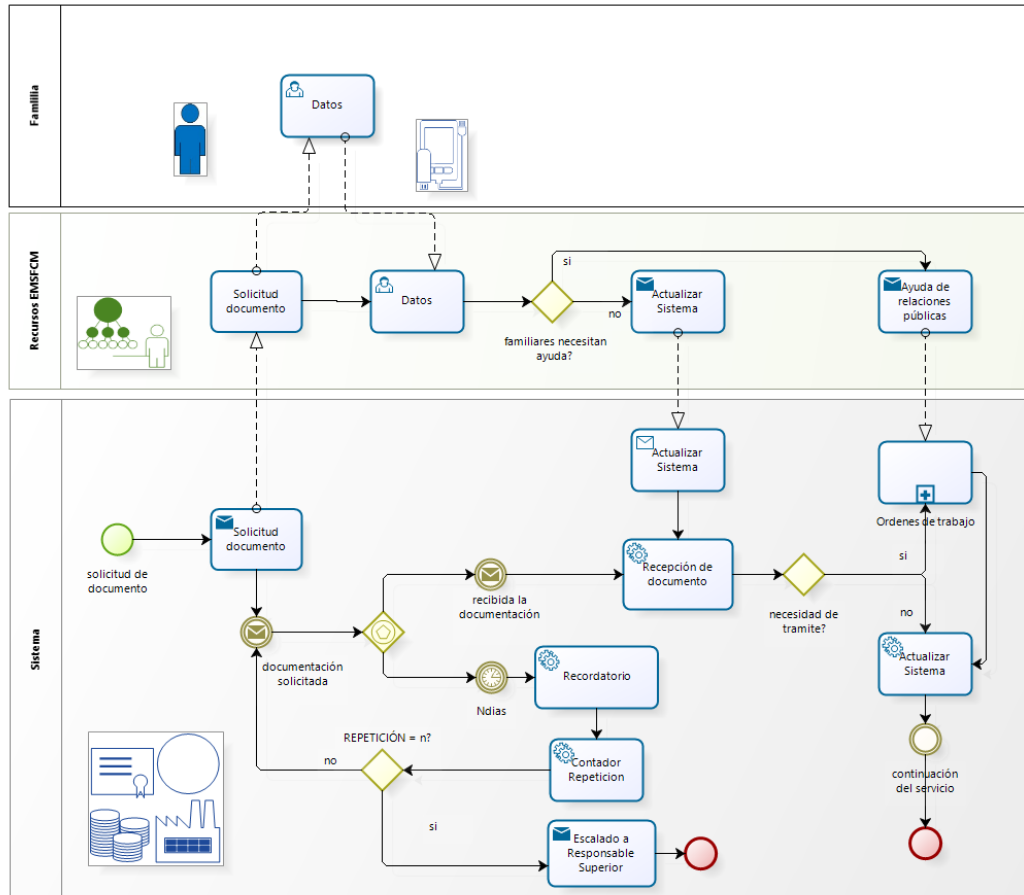 Famililia
Datos
Recursos EMSFCM
Solicitud
documento
Datos
si
no
familiares necesitan
ayuda?
Actualizar
Sistema
Ayuda de
relaciones
públicas
Sistema
solicitud de
documento
Solicitud
documento
documentación
solicitada
recibida la
documentación
Ndias
Recordatorio
Contador
Repeticion
REPETICIÓN = n?
no
si
Escalado a
Responsable
Superior
Actualizar
Sistema
Recepción de
documento
necesidad de
tramite?
Ordenes de trabajo
si
no
Actualizar
Sistema
continuación
del servicio